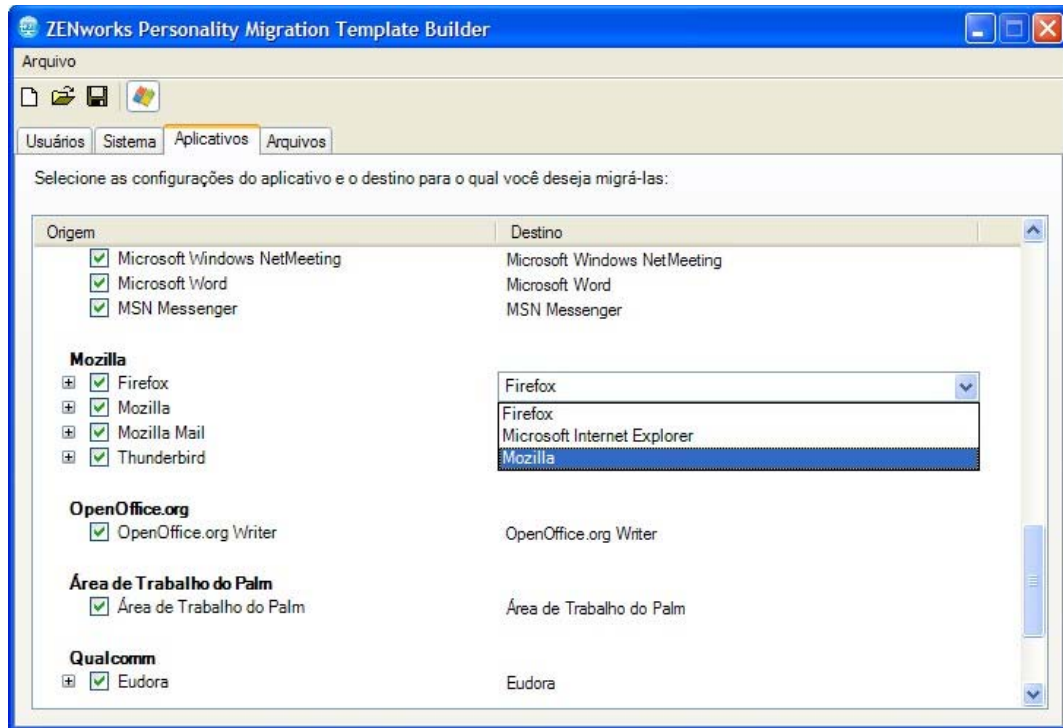 ZENworks Personality Migration Template Builder
Arquivo
Usuários Sistema Aplicativos Arquivos
Selecione as configurações do aplicativo e o destino para o qual você deseja migrá-las:
Origem Destino
Microsoft Windows NetMeeting Microsoft Windows NetMeeting
Microsoft Word Microsoft Word
MSN Messenger MSN Messenger
Mozilla
Firefox Firefox
Mozilla Firefox
Mozilla Mail Microsoft Internet Explorer
Thunderbird Mozilla
OpenOffice.org
OpenOffice.org Writer OpenOffice.org Writer
Área de Trabalho do Palm
Área de Trabalho do Palm Área de Trabalho do Palm
Qualcomm
Eudora Eudora